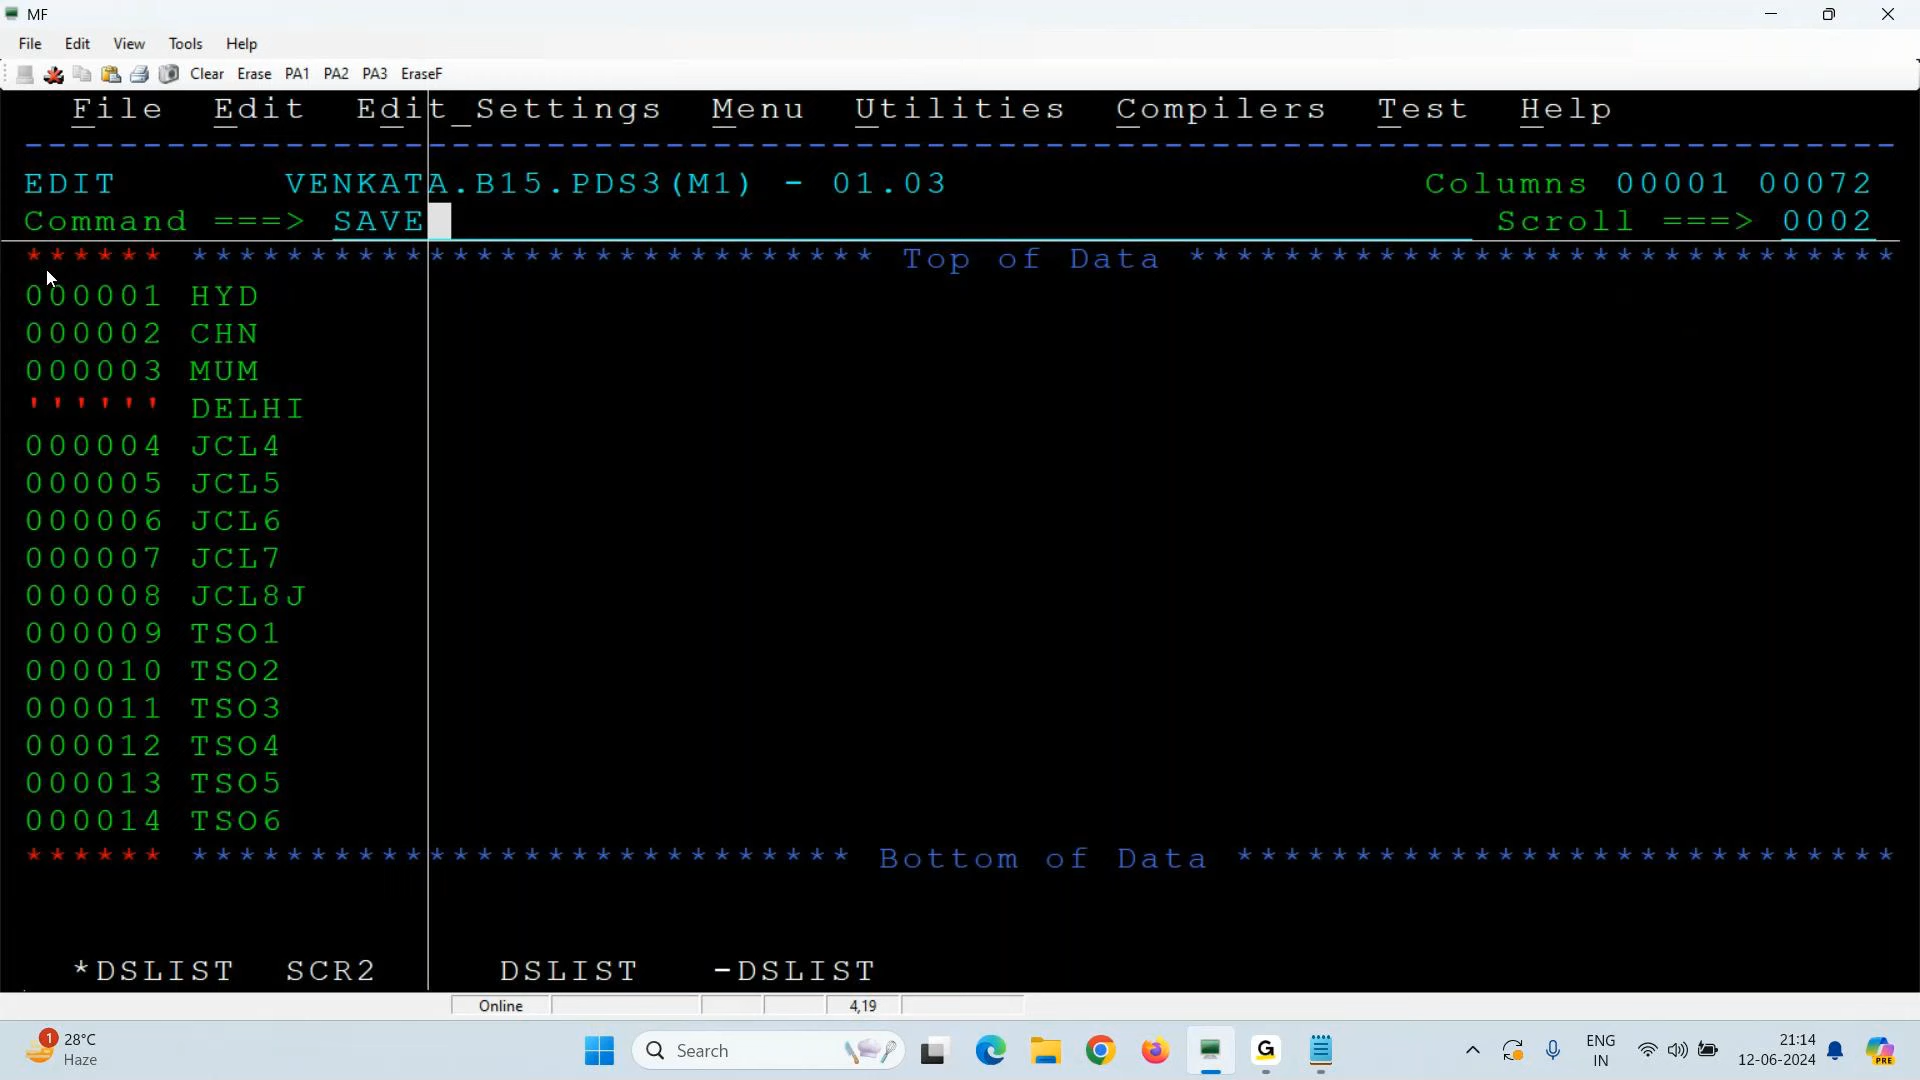 MF
File Edit View Tools Help
Clear Erase PA1 PA2 PA3 EraseF
File Edit Edit_Settings Menu Utilities Compilers Test Help
--------------------------------------------------------------------------------
EDIT VENKATA.B15.PDS3(M1) - 01.03 Columns 00001 00072
Command ===> SAVE Scroll ===> 0002
****** ***************************** Top of Data ******************************
000001 HYD
000002 CHN
000003 MUM
'''''' DELHI
000004 JCL4
000005 JCL5
000006 JCL6
000007 JCL7
000008 JCL8J
000009 TSO1
000010 TSO2
000011 TSO3
000012 TSO4
000013 TSO5
000014 TSO6
****** **************************** Bottom of Data ****************************
*DSLIST SCR2 DSLIST -DSLIST
Online 4,19
1 28°C
Haze
Search
G
ENG
IN
21:14
12-06-2024
PRE